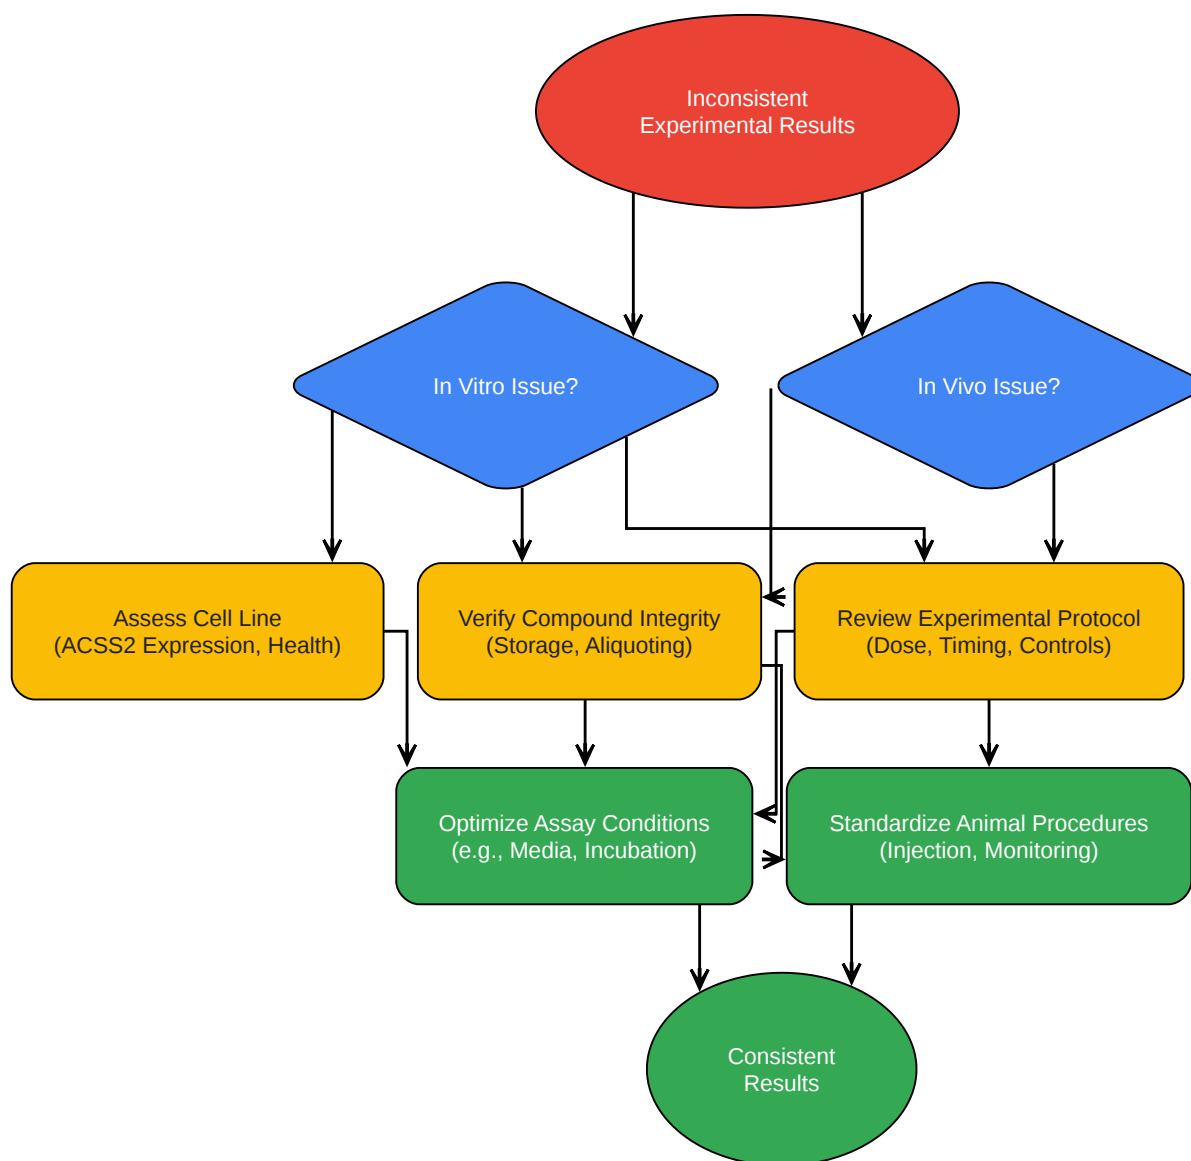 Inconsistent
Experimental Results
In Vitro Issue?
In Vivo Issue?
Assess Cell Line
(ACSS2 Expression, Health)
Verify Compound Integrity
(Storage, Aliquoting)
Review Experimental Protocol
(Dose, Timing, Controls)
Optimize Assay Conditions
(e.g., Media, Incubation)
Standardize Animal Procedures
(Injection, Monitoring)
Consistent
Results